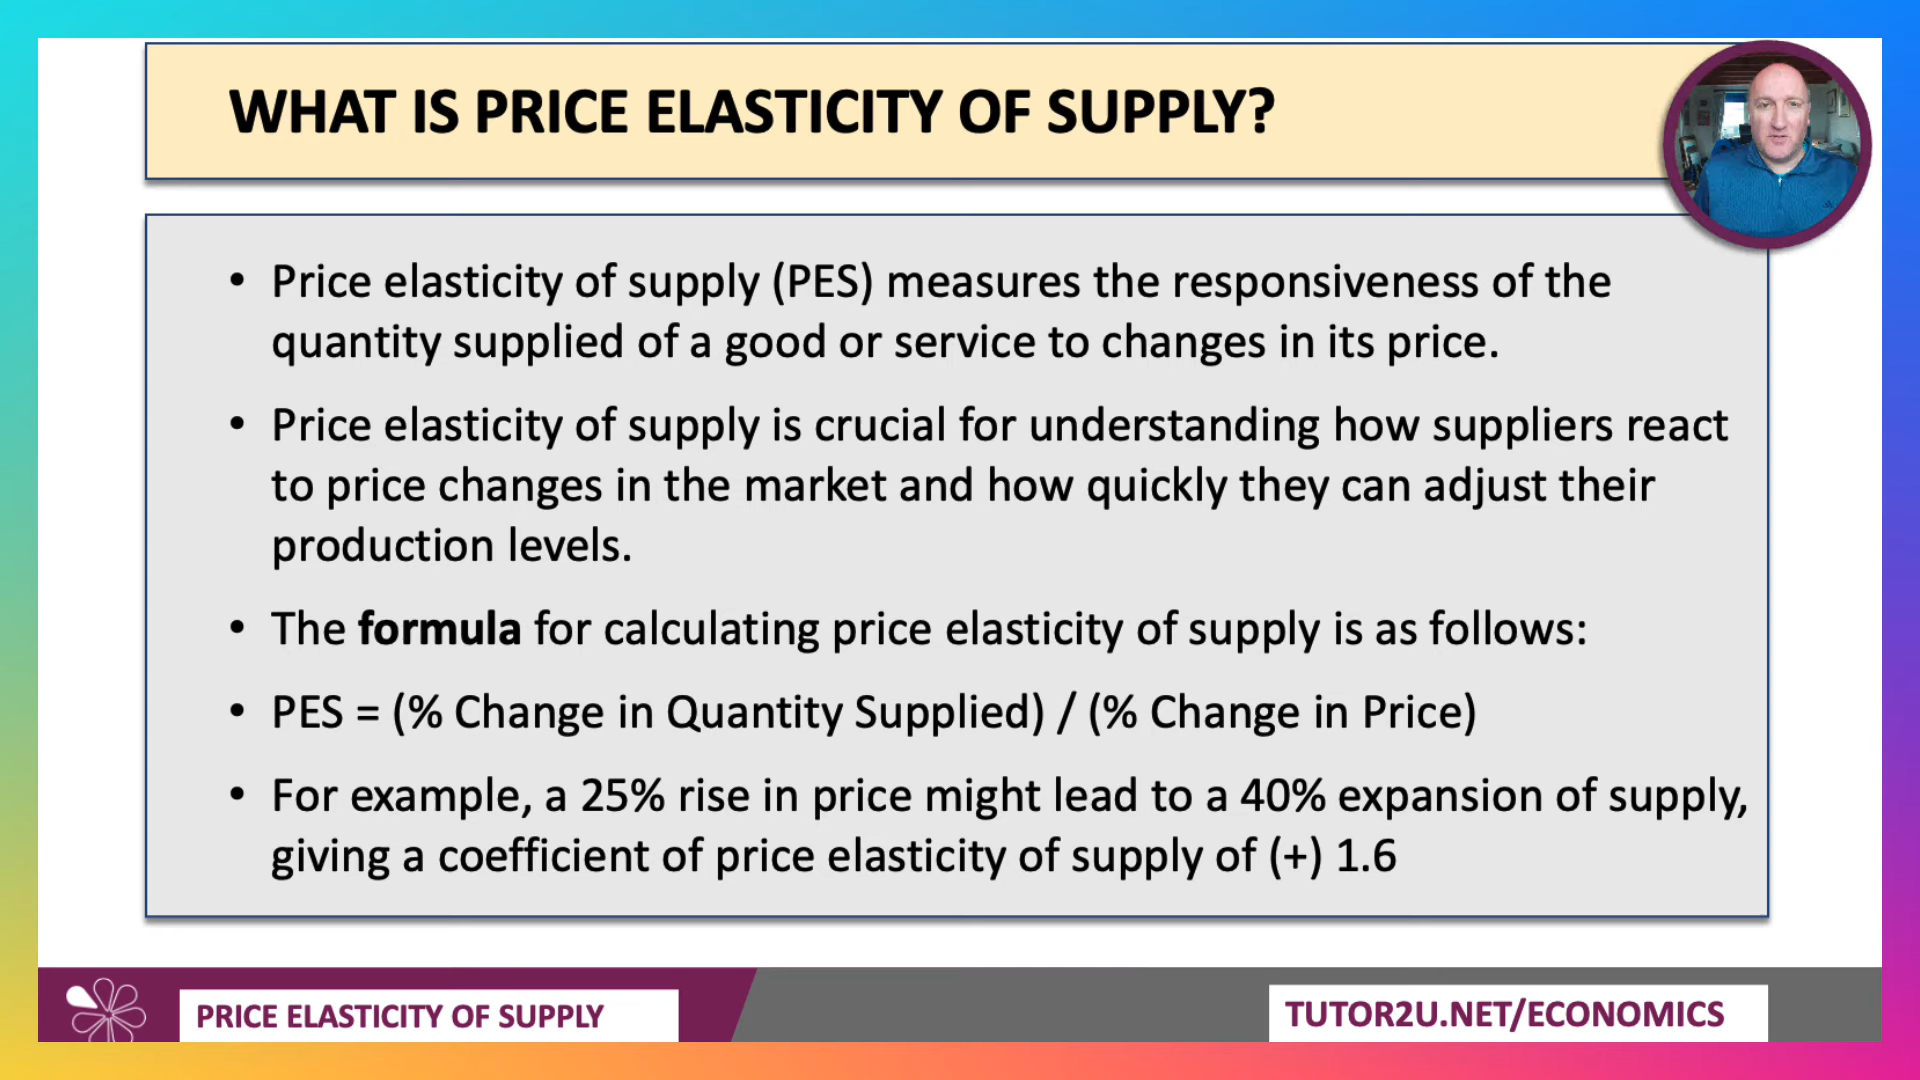 WHAT IS PRICE ELASTICITY OF SUPPLY?
• Price elasticity of supply (PES) measures the responsiveness of the
quantity supplied of a good or service to changes in its price.
• Price elasticity of supply is crucial for understanding how suppliers react
to price changes in the market and how quickly they can adjust their
production levels.
• The formula for calculating price elasticity of supply is as follows:
• PES = (% Change in Quantity Supplied) / (% Change in Price)
• For example, a 25% rise in price might lead to a 40% expansion of supply,
giving a coefficient of price elasticity of supply of (+) 1.6
PRICE ELASTICITY OF SUPPLY
TUTOR2U.NET/ECONOMICS